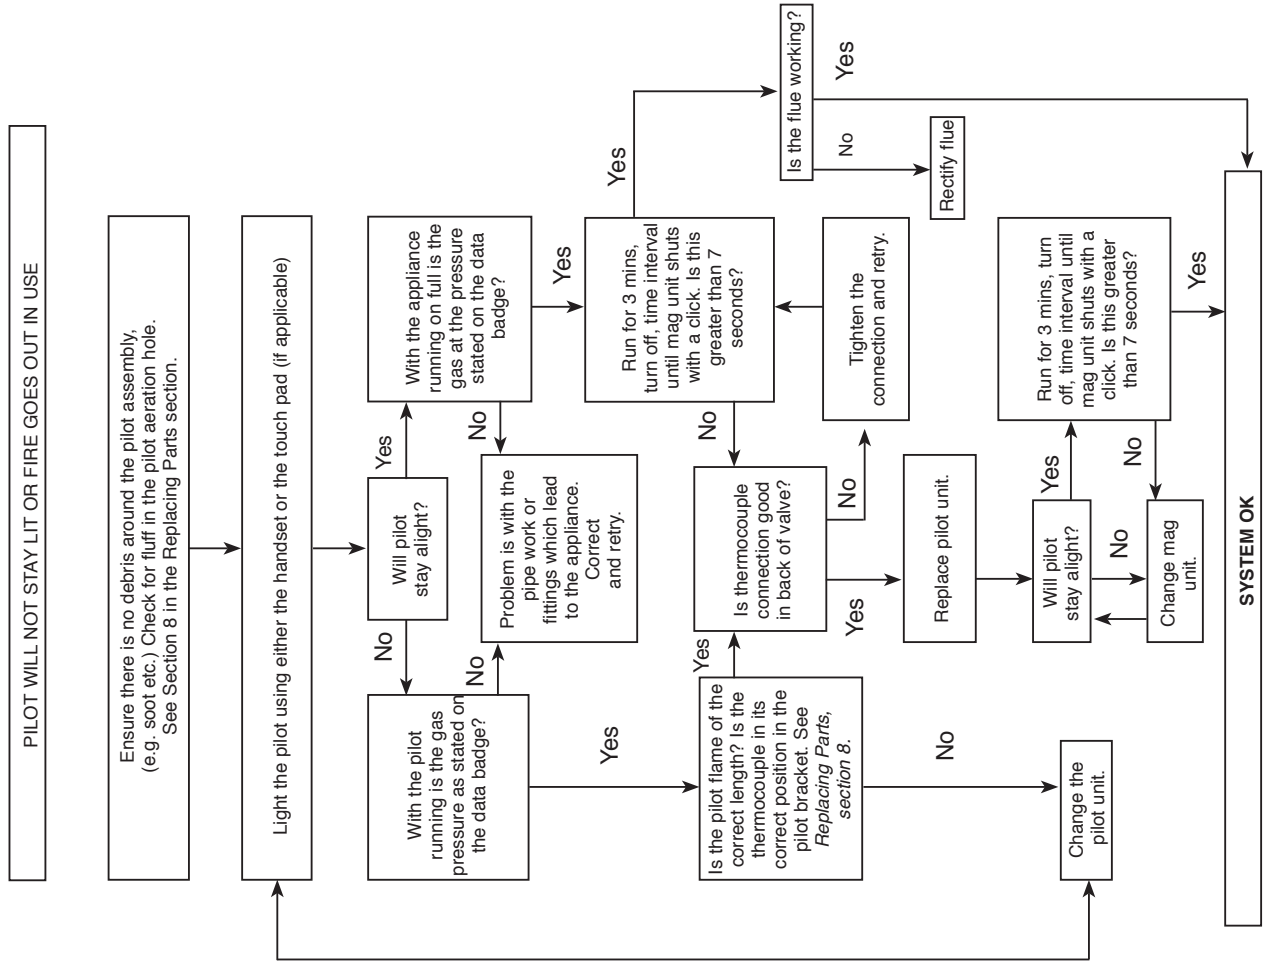 PILOT WILL NOT STAY LIT OR FIRE GOES OUT IN USE
Ensure there is no debris around the pilot assembly,
(e.g. soot etc.) Check for fluff in the pilot aeration hole.
See Section 8 in the Replacing Parts section.
Light the pilot using either the handset or the touch pad (if applicable)
Will pilot
stay alight?
No
Yes
With the pilot
running is the gas
pressure as stated on
the data badge?
No
Yes
With the appliance
running on full is the
gas at the pressure
stated on the data
badge?
No
Yes
Problem is with the
pipe work or
fittings which lead
to the appliance.
Correct
and retry.
Run for 3 mins,
turn off, time interval
until mag unit shuts
with a click. Is this
greater than 7
seconds?
No
Yes
Is the pilot flame of the
correct length? Is the
thermocouple in its
correct position in the
pilot bracket. See
Replacing Parts,
section 8.
Yes
No
Is thermocouple
connection good
in back of valve?
No
Yes
Tighten the
connection and retry.
Is the flue working?
No
Yes
Rectify flue
Replace pilot unit.
Will pilot
stay alight?
Yes
No
Run for 3 mins, turn
off, time interval until
mag unit shuts with a
click. Is this greater
than 7 seconds?
No
Yes
Change mag
unit.
Change the
pilot unit.
SYSTEM OK